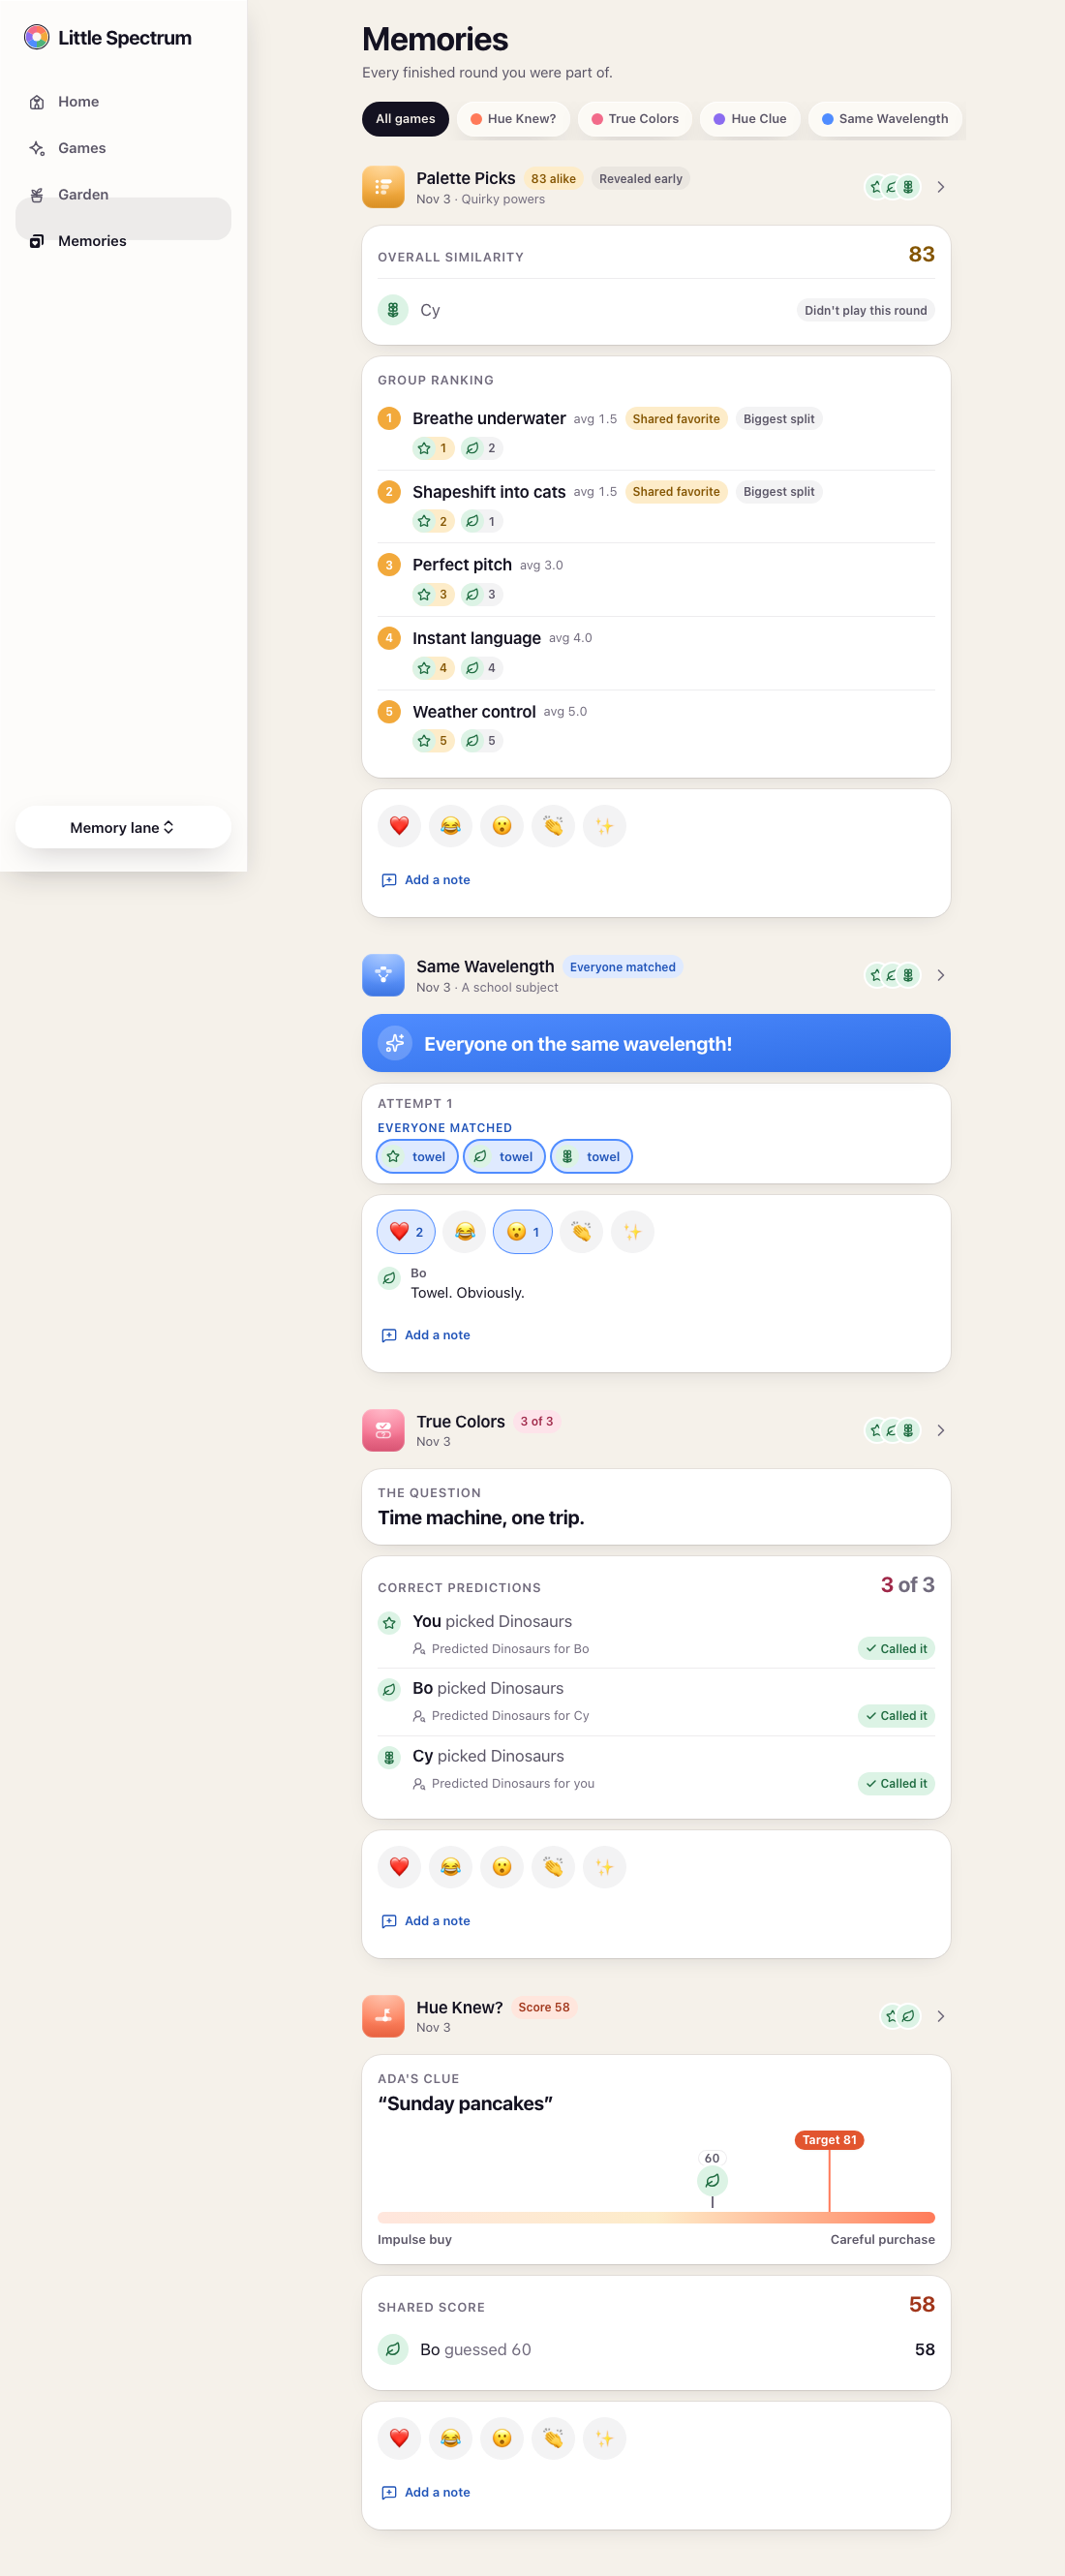 Little Spectrum
Home
Games
Garden
Memories
Memory lane
Memories
Every finished round you were part of.
All games
Hue Knew?
True Colors
Hue Clue
Same Wavelength
Palette Picks 83 alike Revealed early
Nov 3 · Quirky powers
OVERALL SIMILARITY 83
Cy Didn't play this round
GROUP RANKING
1 Breathe underwater avg 1.5 Shared favorite Biggest split
1 2
2 Shapeshift into cats avg 1.5 Shared favorite Biggest split
2 1
3 Perfect pitch avg 3.0
3 3
4 Instant language avg 4.0
4 4
5 Weather control avg 5.0
5 5
Add a note
Same Wavelength Everyone matched
Nov 3 · A school subject
Everyone on the same wavelength!
ATTEMPT 1
EVERYONE MATCHED
towel towel towel
2 1
Bo
Towel. Obviously.
Add a note
True Colors 3 of 3
Nov 3
THE QUESTION
Time machine, one trip.
CORRECT PREDICTIONS 3 of 3
You picked Dinosaurs
Predicted Dinosaurs for Bo Called it
Bo picked Dinosaurs
Predicted Dinosaurs for Cy Called it
Cy picked Dinosaurs
Predicted Dinosaurs for you Called it
Add a note
Hue Knew? Score 58
Nov 3
ADA'S CLUE
“Sunday pancakes”
Target 81
60
Impulse buy Careful purchase
SHARED SCORE 58
Bo guessed 60 58
Add a note